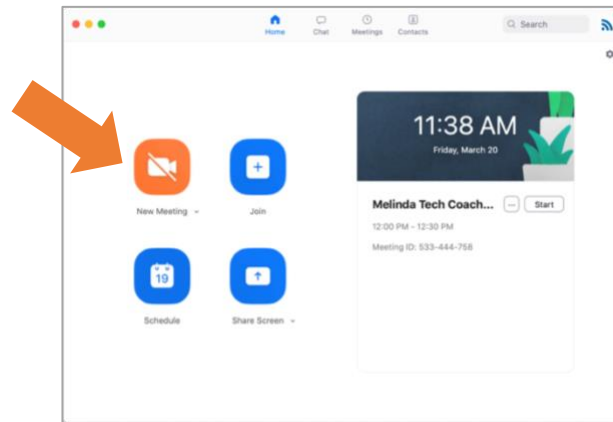 Home
Chat
Meetings
Contacts
Search
11:38 AM
Friday, March 20
New Meeting
Join
Melinda Tech Coach...
Start
12:00 PM - 12:30 PM
Meeting ID: 533-444-756
19
Schedule
Share Screen